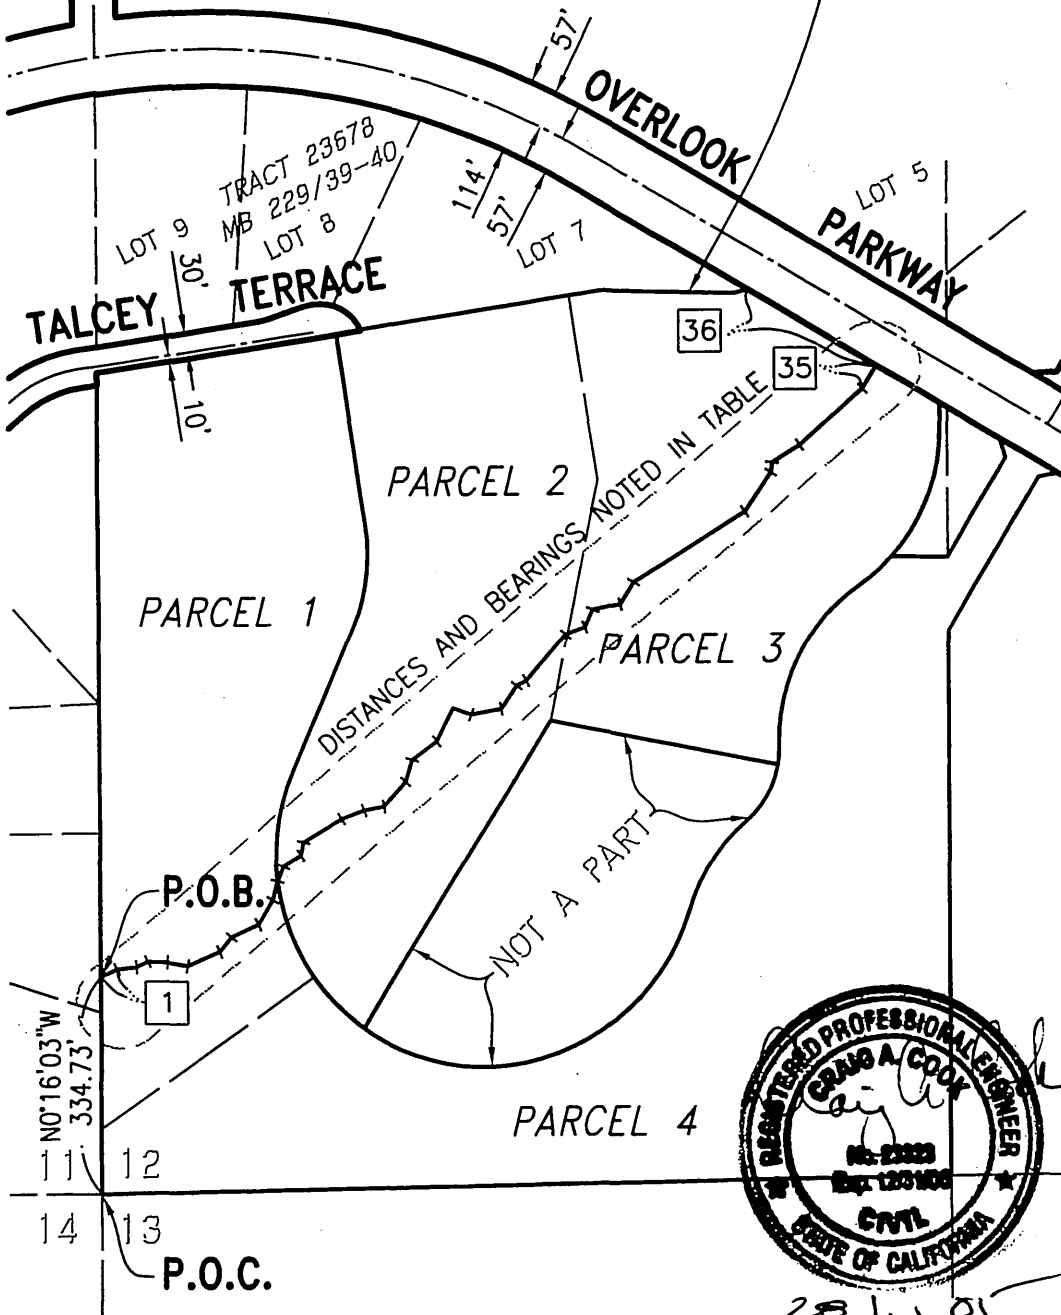 57'
OVERLOOK
PARKWAY
TRACT 23678
MB 229/39-40
LOT 9
LOT 8
LOT 7
LOT 5
114'
57'
30'
TALCEY TERRACE
10'
36
35
PARCEL 2
PARCEL 1
DISTANCES AND BEARINGS NOTED IN TABLE
PARCEL 3
NOT A PART
P.O.B.
1
N0°16'03"W
334.73'
PARCEL 4
11 12
14 13
P.O.C.
REGISTERED PROFESSIONAL ENGINEER
CRAIG A. COOK
No. 23323
CIVIL
STATE OF CALIFORNIA